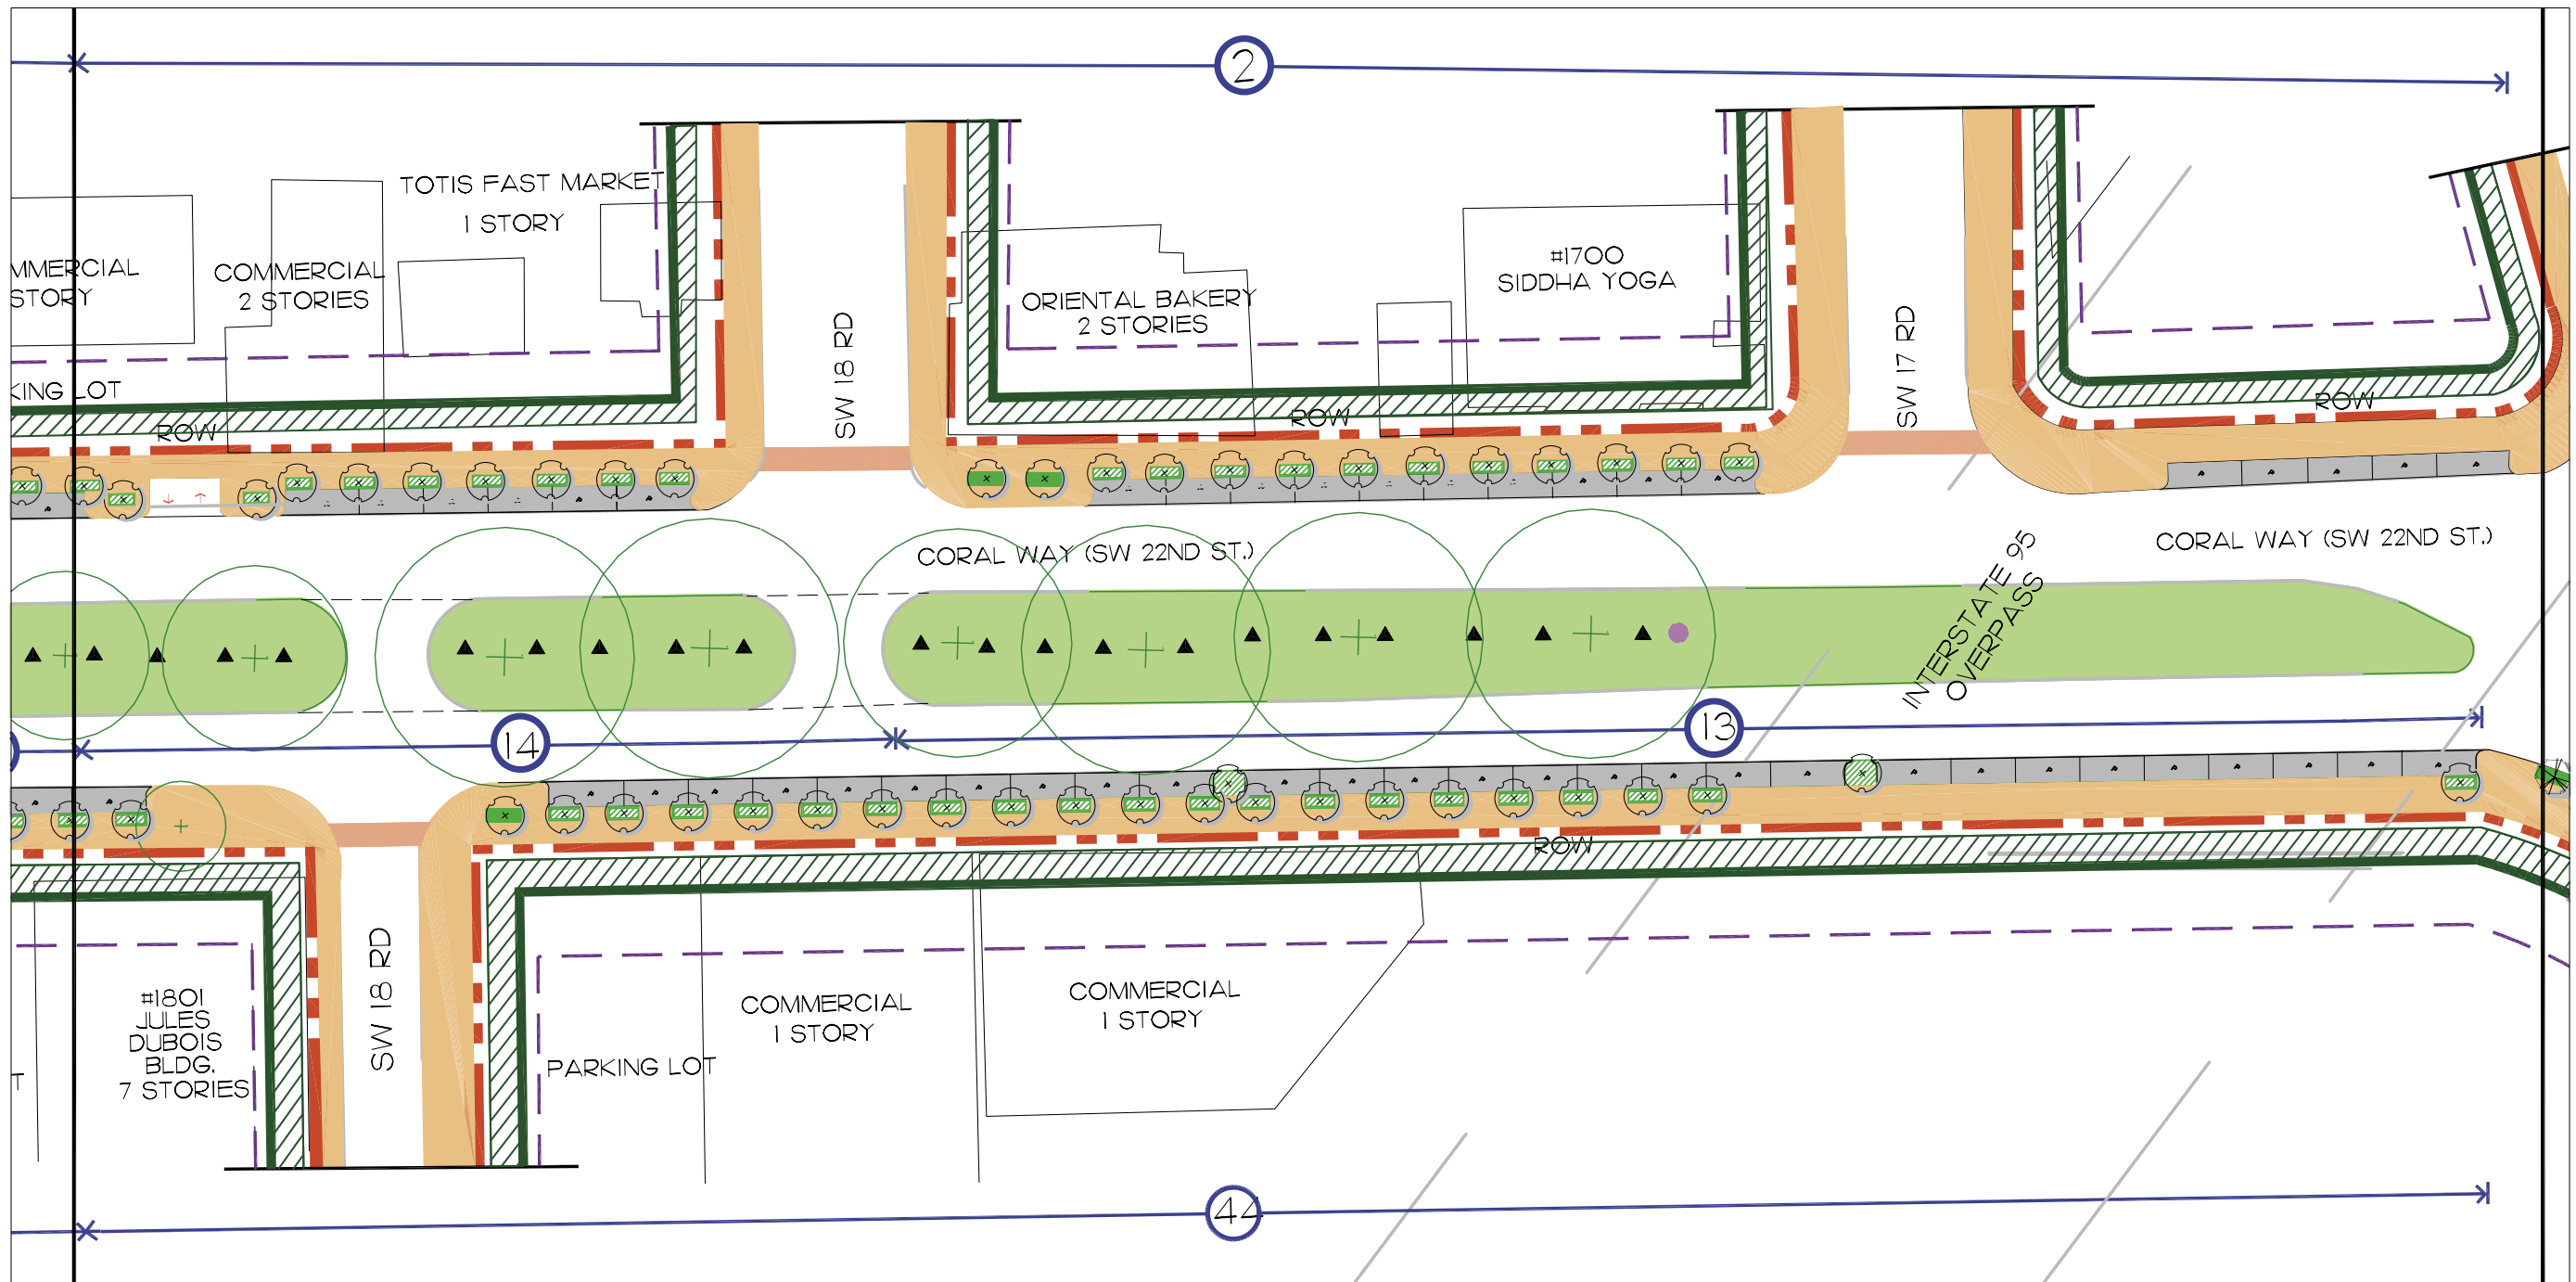 2
TOTIS FAST MARKET
1 STORY
MMERCIAL
STORY
COMMERCIAL
2 STORIES
KING LOT
ROW
SW 18 RD
ORIENTAL BAKERY
2 STORIES
#1700
SIDDHA YOGA
ROW
SW 17 RD
ROW
CORAL WAY (SW 22ND ST.)
CORAL WAY (SW 22ND ST.)
INTERSTATE 95
OVERPASS
14
13
ROW
SW 18 RD
#1801
JULES
DUBOIS
BLDG.
7 STORIES
T
PARKING LOT
COMMERCIAL
1 STORY
COMMERCIAL
1 STORY
44